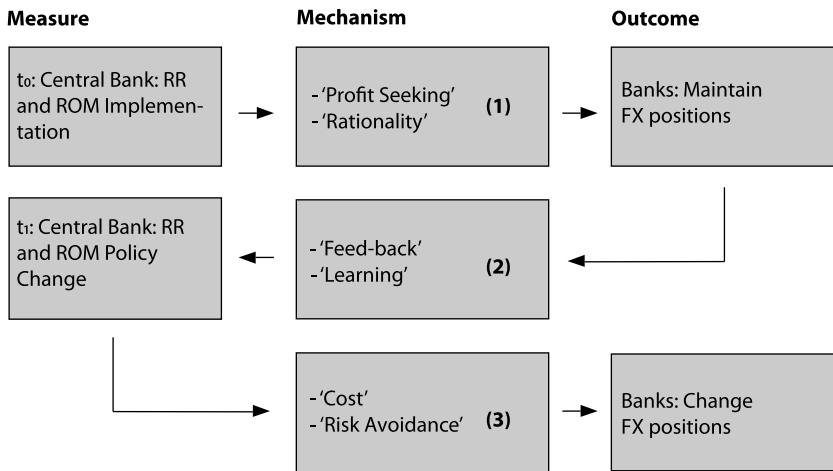 Measure
Mechanism
Outcome
t₀: Central Bank: RR
and ROM Implemen-
tation
- ‘Profit Seeking’
- ‘Rationality’
(1)
Banks: Maintain
FX positions
t₁: Central Bank: RR
and ROM Policy
Change
- ‘Feed-back’
- ‘Learning’
(2)
- ‘Cost’
- ‘Risk Avoidance’
(3)
Banks: Change
FX positions